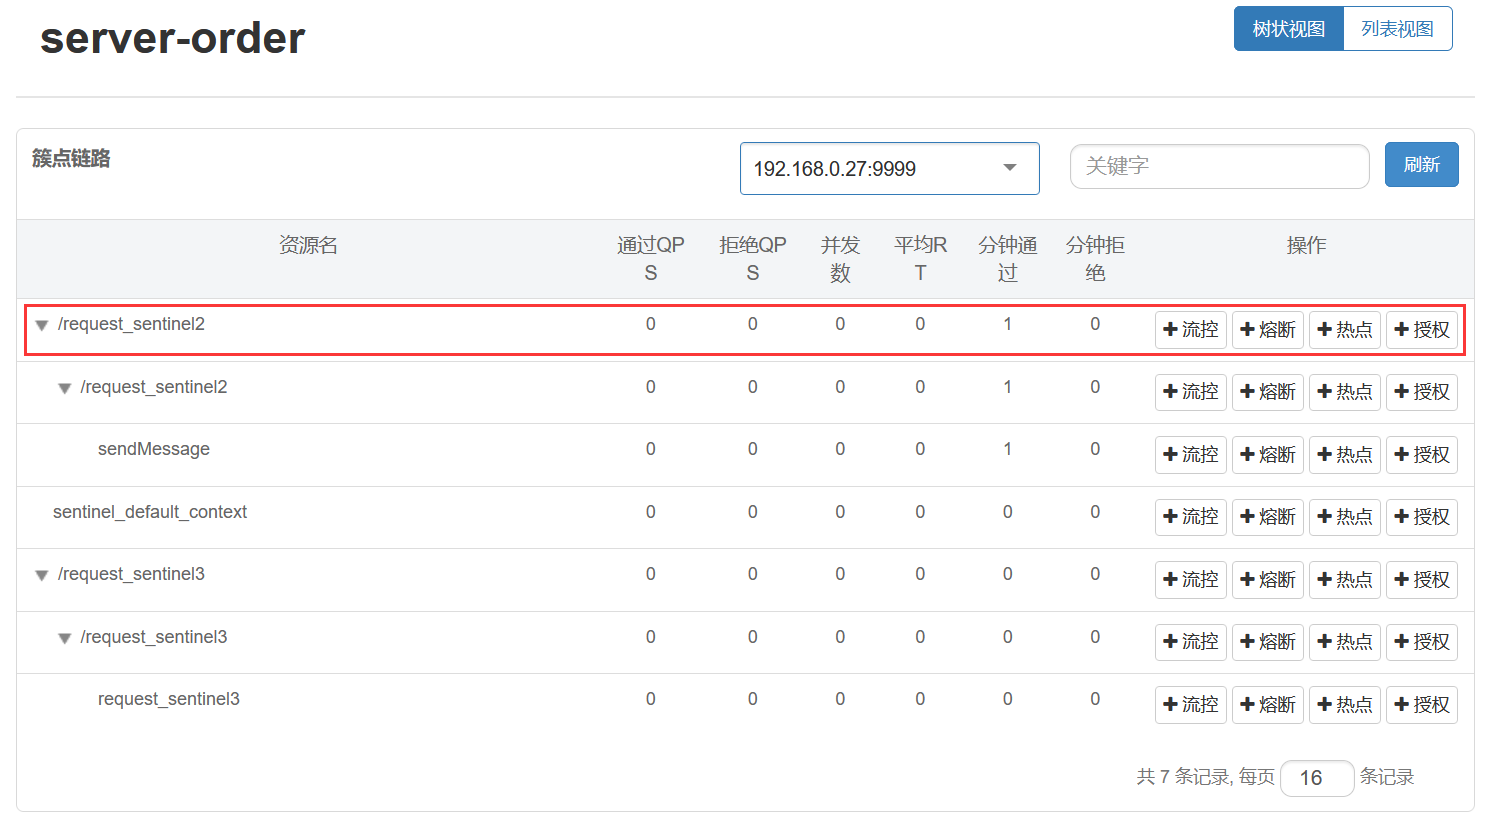 server-order
树状视图 列表视图
簇点链路 192.168.0.27:9999 关键字 刷新
资源名 通过QPS 拒绝QPS 并发数 平均RT 分钟通过 分钟拒绝 操作
/request_sentinel2 0 0 0 0 1 0 流控 熔断 热点 授权
/request_sentinel2 0 0 0 0 1 0 流控 熔断 热点 授权
sendMessage 0 0 0 0 1 0 流控 熔断 热点 授权
sentinel_default_context 0 0 0 0 0 0 流控 熔断 热点 授权
/request_sentinel3 0 0 0 0 0 0 流控 熔断 热点 授权
/request_sentinel3 0 0 0 0 0 0 流控 熔断 热点 授权
request_sentinel3 0 0 0 0 0 0 流控 熔断 热点 授权
共 7 条记录, 每页 16 条记录